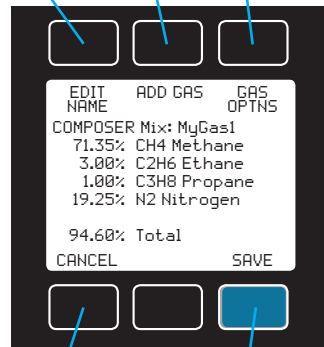 EDIT ADD GAS GAS
NAME OPTNS
COMPOSER Mix: MyGas1
71.35% CH4 Methane
3.00% C2H6 Ethane
1.00% C3H8 Propane
19.25% N2 Nitrogen
94.60% Total
CANCEL SAVE